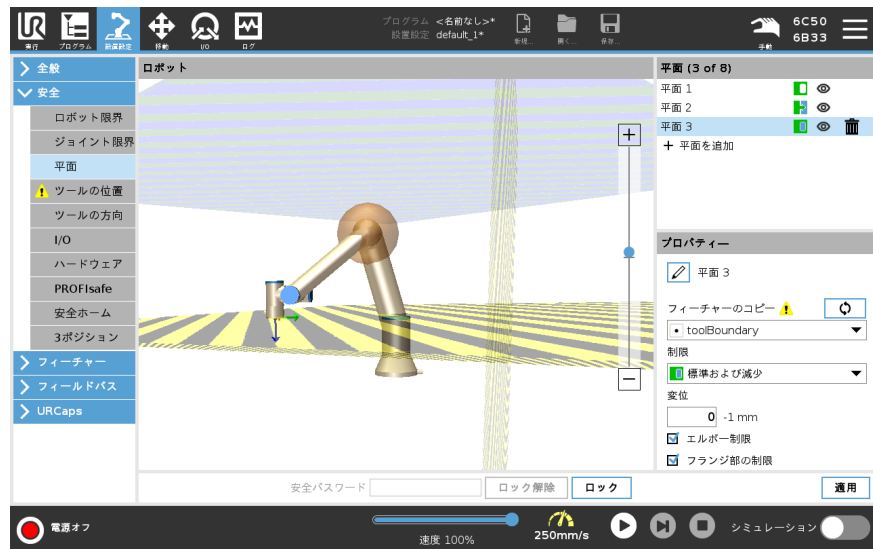 UR
実行
プログラム
設置設定
移動
I/O
ログ
プログラム <名前なし>*
設置設定 default_1*
新規...
開く...
保存...
手動
6C50
6B33
全般
安全
ロボット限界
ジョイント限界
平面
ツールの位置
ツールの方向
I/O
ハードウェア
PROFIsafe
安全ホーム
3ポジション
フィーチャー
フィールドバス
URCaps
ロボット
平面 (3 of 8)
平面 1
平面 2
平面 3
平面を追加
プロパティー
平面 3
フィーチャーのコピー
toolBoundary
制限
標準および減少
変位
0 -1 mm
エルボー制限
フランジ部の制限
安全パスワード
ロック解除
ロック
適用
電源オフ
速度 100%
250mm/s
シミュレーション